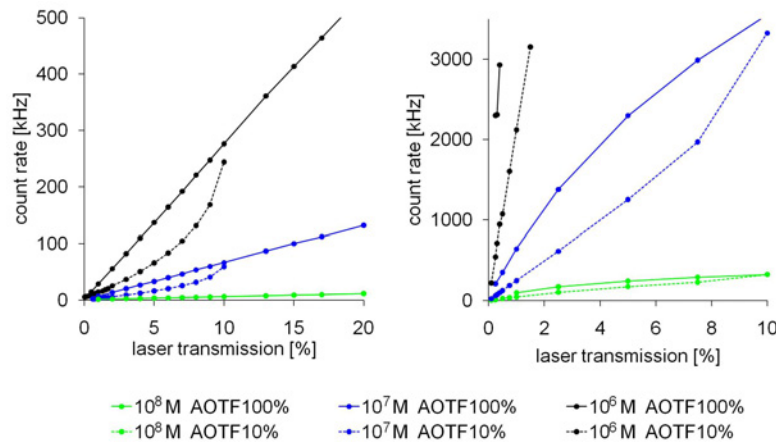 500
400
300
200
100
0
count rate [kHz]
0 5 10 15 20
laser transmission [%]
3000
2000
1000
0
count rate [kHz]
0 2 4 6 8 10
laser transmission [%]
10⁸ M AOTF100% 10⁷ M AOTF100% 10⁶ M AOTF100%
10⁸ M AOTF10% 10⁷ M AOTF10% 10⁶ M AOTF10%